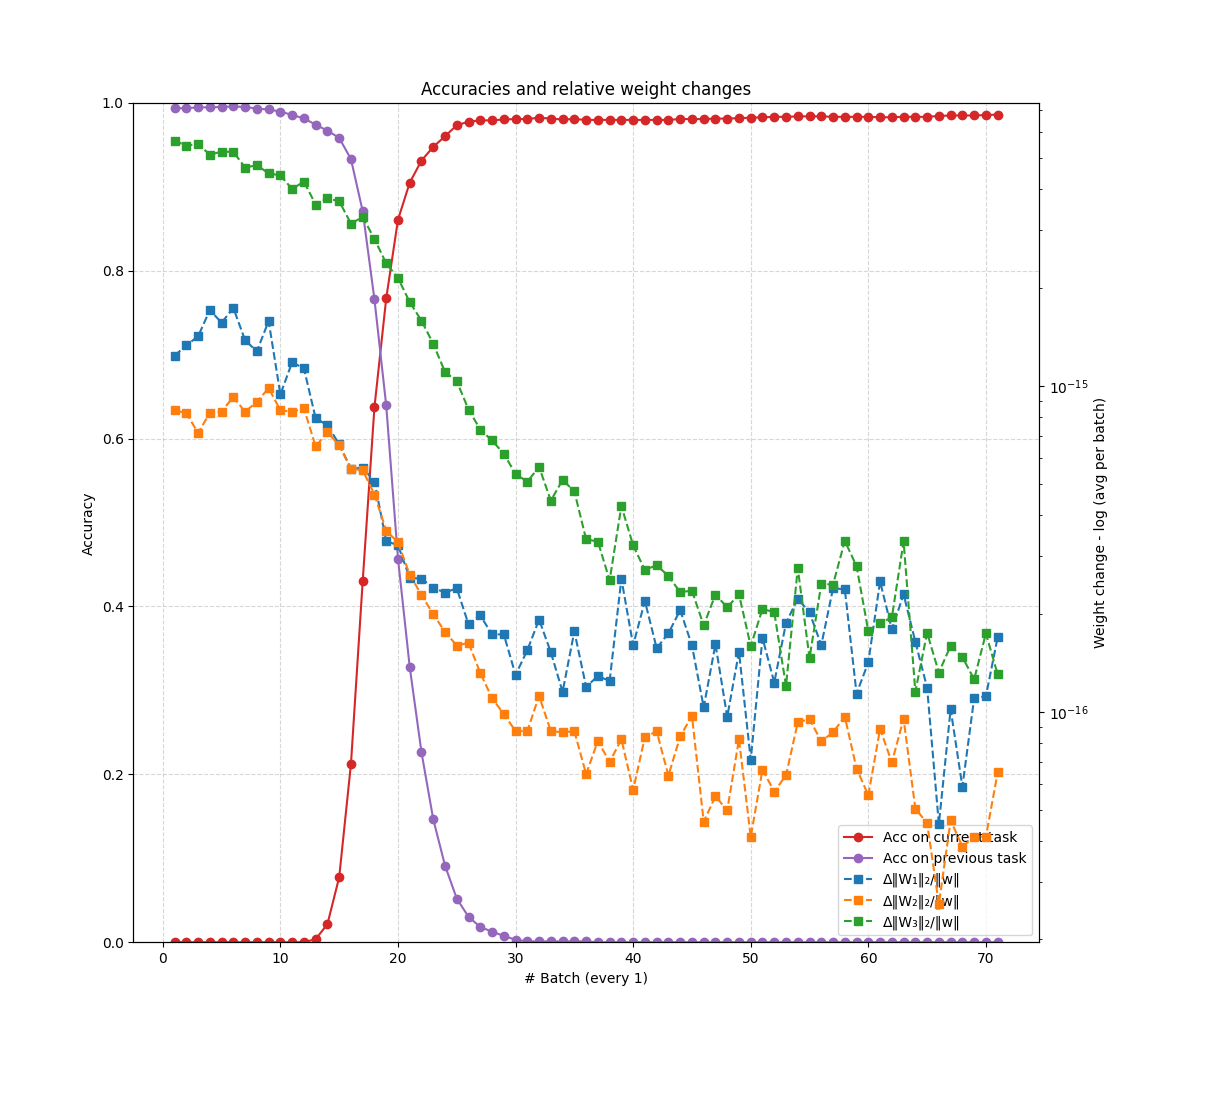 Accuracies and relative weight changes
1.0
0.8
0.6
0.4
0.2
0.0
Accuracy
0
10
20
30
40
50
60
70
# Batch (every 1)
10⁻¹⁵
10⁻¹⁶
Weight change - log (avg per batch)
Acc on current task
Acc on previous task
Δ‖W₁‖₂/‖w‖
Δ‖W₂‖₂/‖w‖
Δ‖W₃‖₂/‖w‖